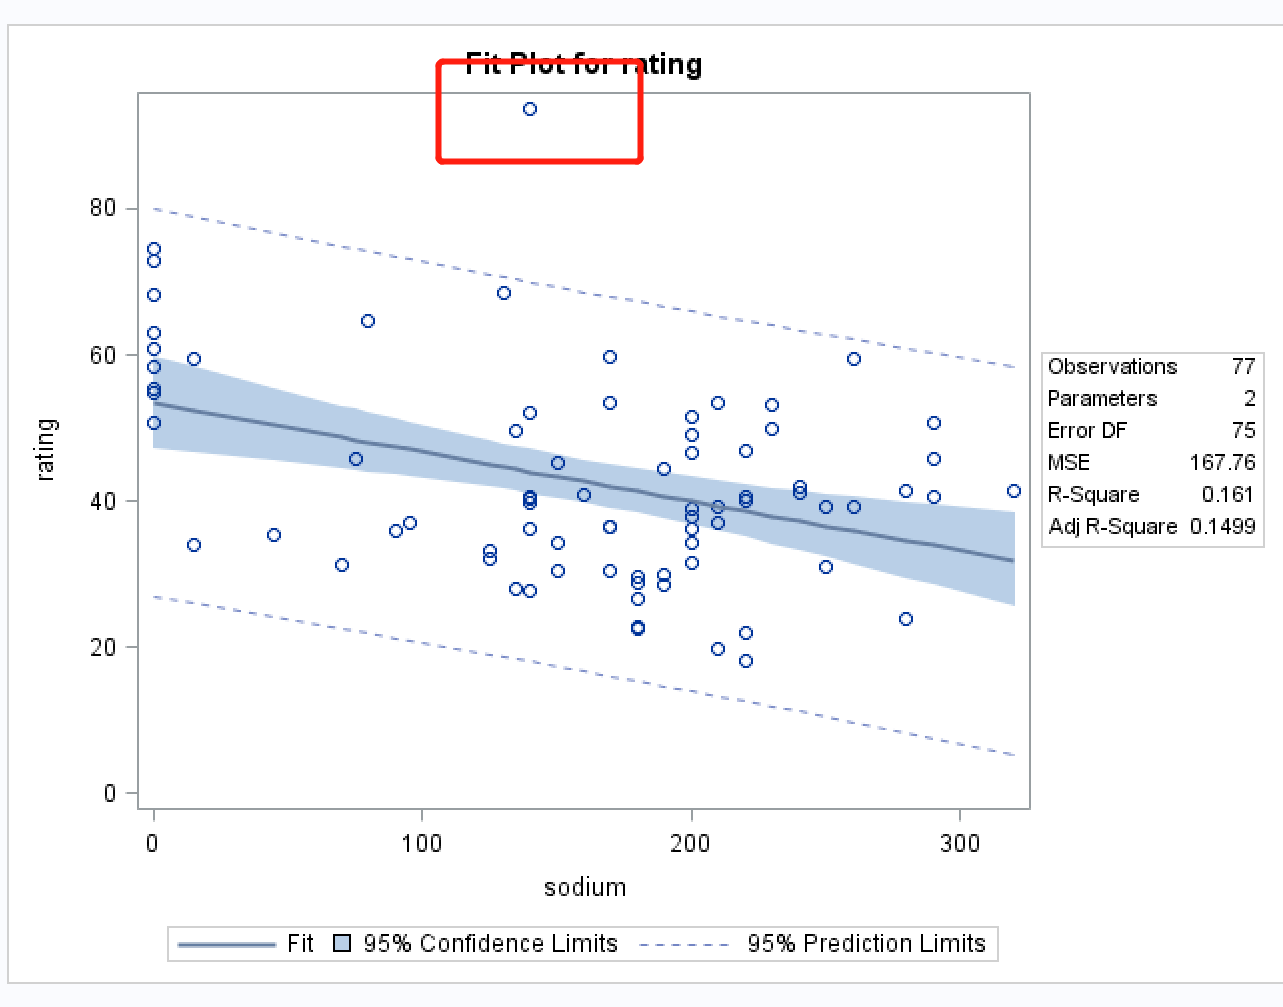 Fit Plot for rating
80
60
40
20
0
rating
0 100 200 300
sodium
Observations 77
Parameters 2
Error DF 75
MSE 167.76
R-Square 0.161
Adj R-Square 0.1499
Fit 95% Confidence Limits 95% Prediction Limits